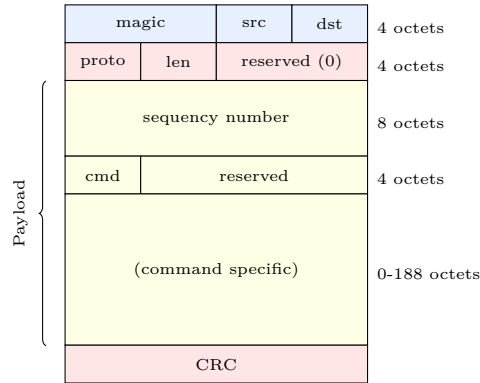 magic src dst 4 octets
proto len reserved (0) 4 octets
sequency number 8 octets
cmd reserved 4 octets
Payload
(command specific) 0-188 octets
CRC